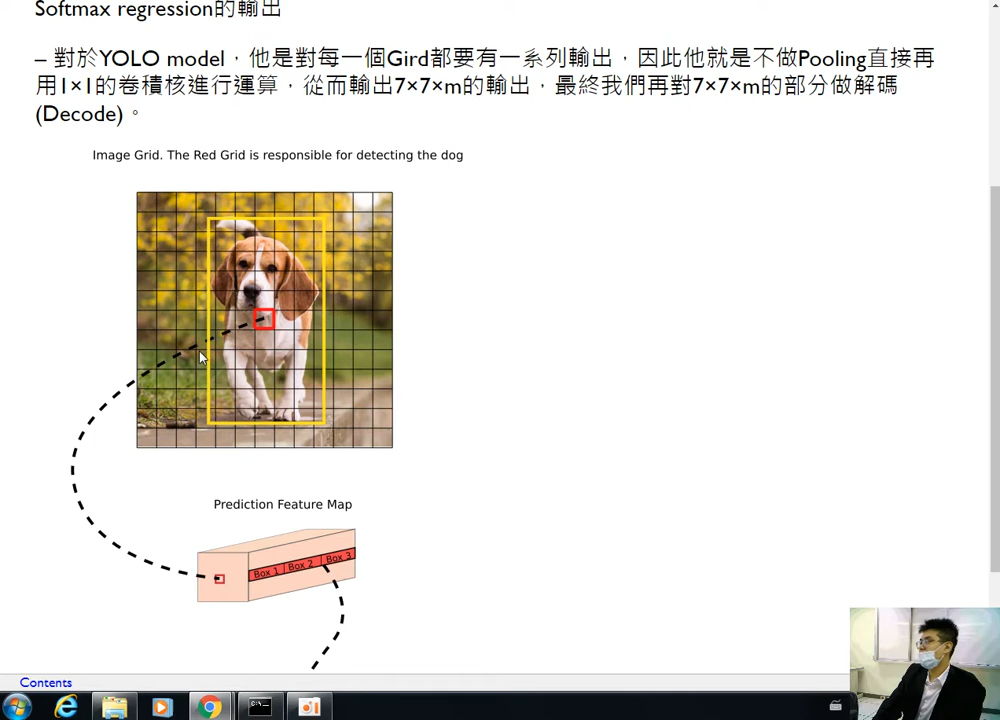 Softmax regression的輸出
– 對於YOLO model，他是對每一個Gird都要有一系列輸出，因此他就是不做Pooling直接再
用1×1的卷積核進行運算，從而輸出7×7×m的輸出，最終我們再對7×7×m的部分做解碼
(Decode)。
Image Grid. The Red Grid is responsible for detecting the dog
Prediction Feature Map
Box 1 Box 2 Box 3
Contents